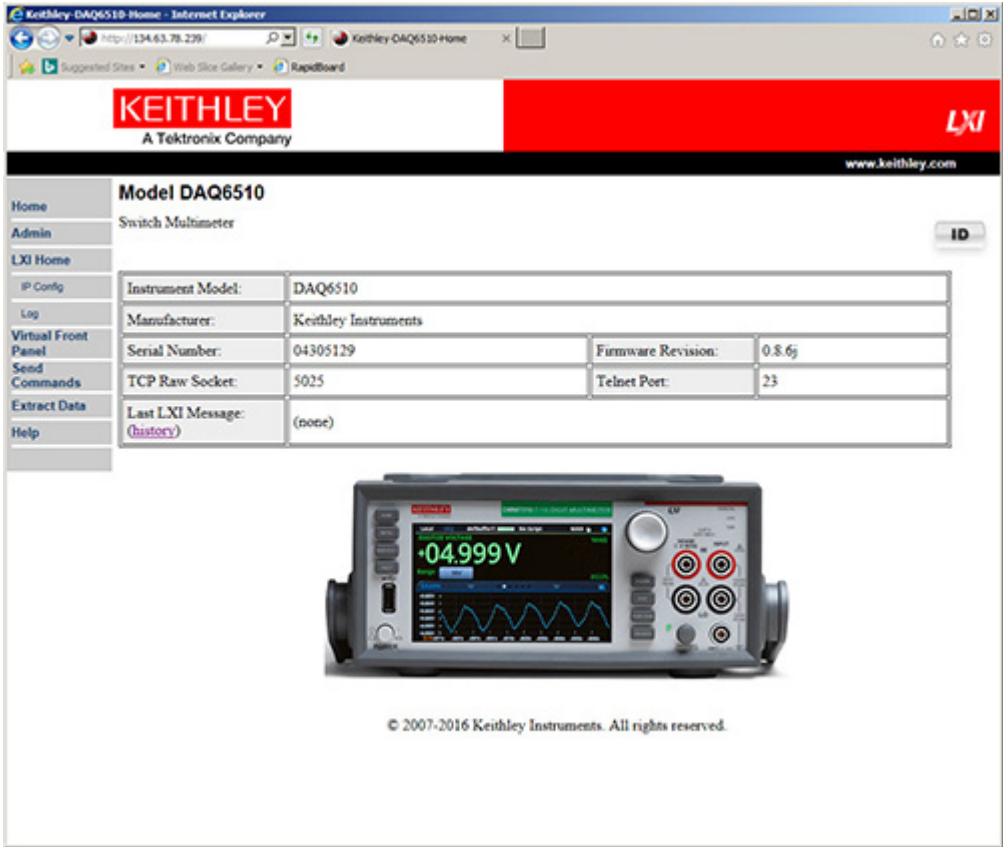 Keithley-DAQ6510-Home - Internet Explorer
http://134.63.78.239/
Keithley-DAQ6510-Home
Suggested Sites
Web Slice Gallery
RapidBoard
KEITHLEY
A Tektronix Company
LXI
www.keithley.com
Home
Admin
LXI Home
IP Config
Log
Virtual Front
Panel
Send
Commands
Extract Data
Help
Model DAQ6510
Switch Multimeter
ID
Instrument Model: DAQ6510
Manufacturer: Keithley Instruments
Serial Number: 04305129 Firmware Revision: 0.8.6j
TCP Raw Socket: 5025 Telnet Port: 23
Last LXI Message:
(history) (none)
KEITHLEY
+04.999 V
© 2007-2016 Keithley Instruments. All rights reserved.